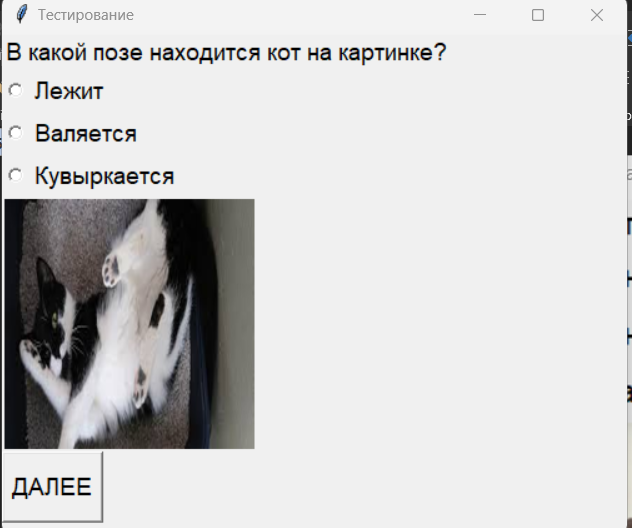 Тестирование
В какой позе находится кот на картинке?
Лежит
Валяется
Кувыркается
ДАЛЕЕ